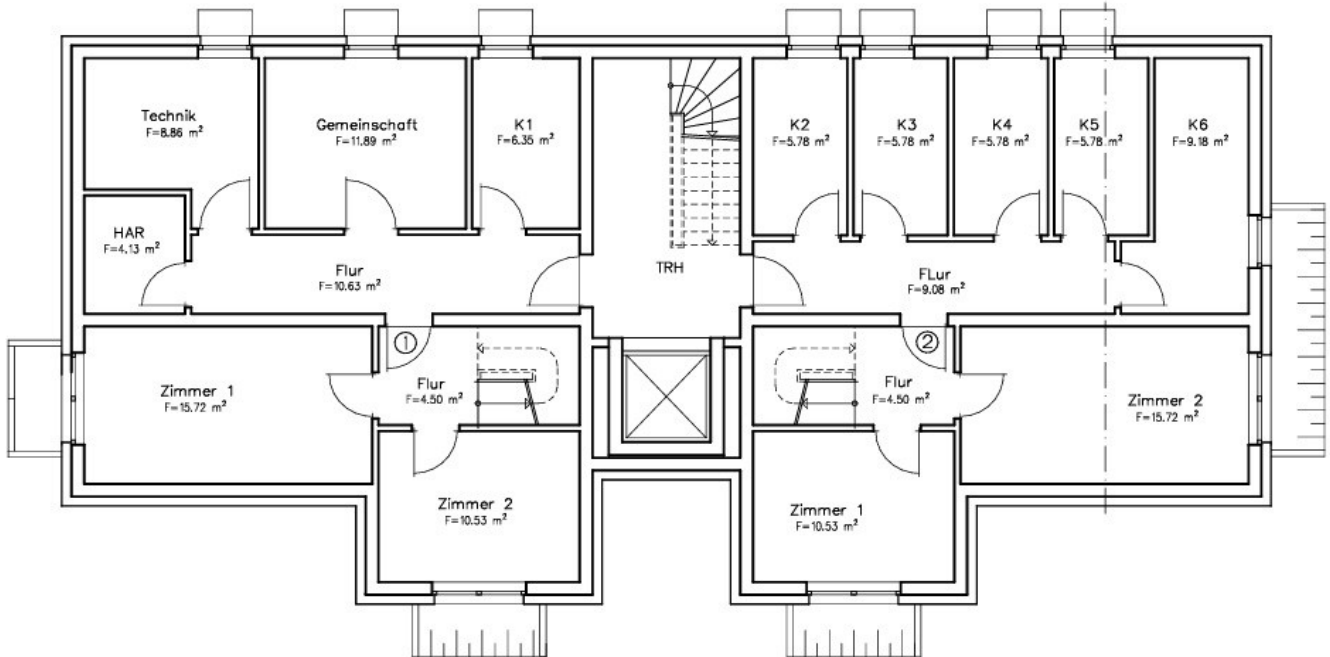 Technik
F=8.86 m²
Gemeinschaft
F=11.89 m²
K1
F=6.35 m²
K2
F=5.78 m²
K3
F=5.78 m²
K4
F=5.78 m²
K5
F=5.78 m²
K6
F=9.18 m²
HAR
F=4.13 m²
Flur
F=10.63 m²
TRH
FLur
F=9.08 m²
1
2
Zimmer 1
F=15.72 m²
Flur
F=4.50 m²
Flur
F=4.50 m²
Zimmer 2
F=15.72 m²
Zimmer 2
F=10.53 m²
Zimmer 1
F=10.53 m²